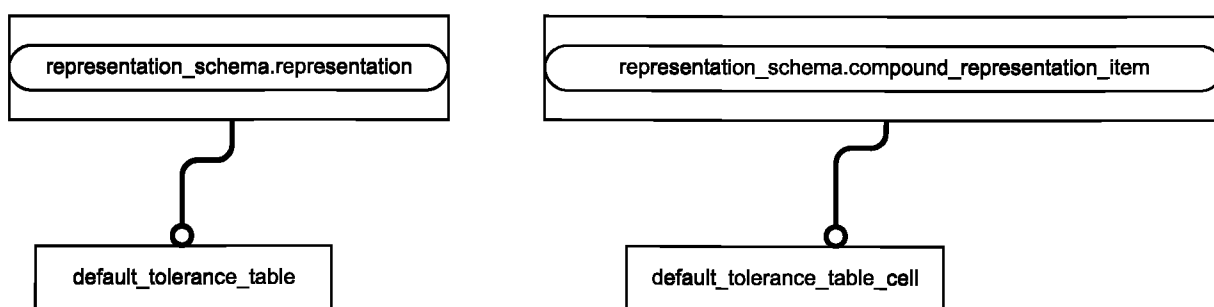 representation_schema.representation
representation_schema.compound_representation_item
default_tolerance_table
default_tolerance_table_cell